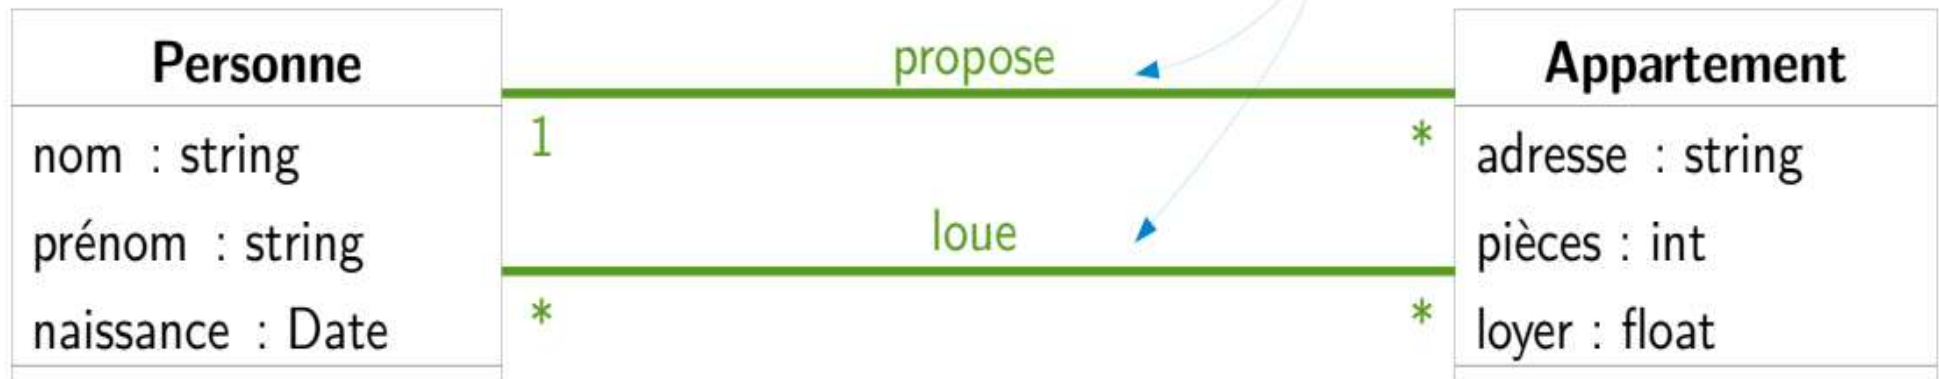 Personne
nom : string
prénom : string
naissance : Date
propose
1 *
loue
* *
Appartement
adresse : string
pièces : int
loyer : float